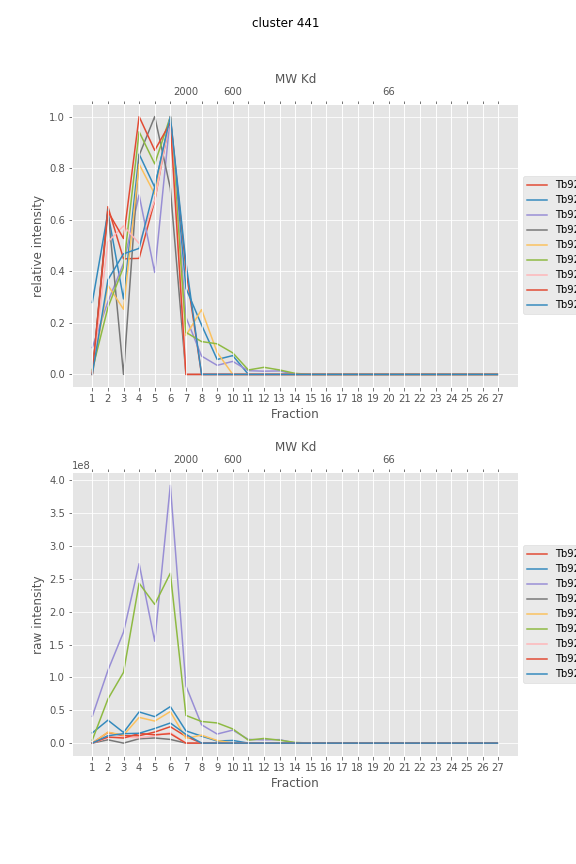 cluster 441
MW Kd
2000 600 66
1.0
0.8
0.6
0.4
0.2
0.0
relative intensity
1 2 3 4 5 6 7 8 9 10 11 12 13 14 15 16 17 18 19 20 21 22 23 24 25 26 27
Fraction
Tb92
Tb92
Tb92
Tb92
Tb92
Tb92
Tb92
Tb92
Tb92
MW Kd
2000 600 66
1e8
4.0
3.5
3.0
2.5
2.0
1.5
1.0
0.5
0.0
raw intensity
1 2 3 4 5 6 7 8 9 10 11 12 13 14 15 16 17 18 19 20 21 22 23 24 25 26 27
Fraction
Tb92
Tb92
Tb92
Tb92
Tb92
Tb92
Tb92
Tb92
Tb92